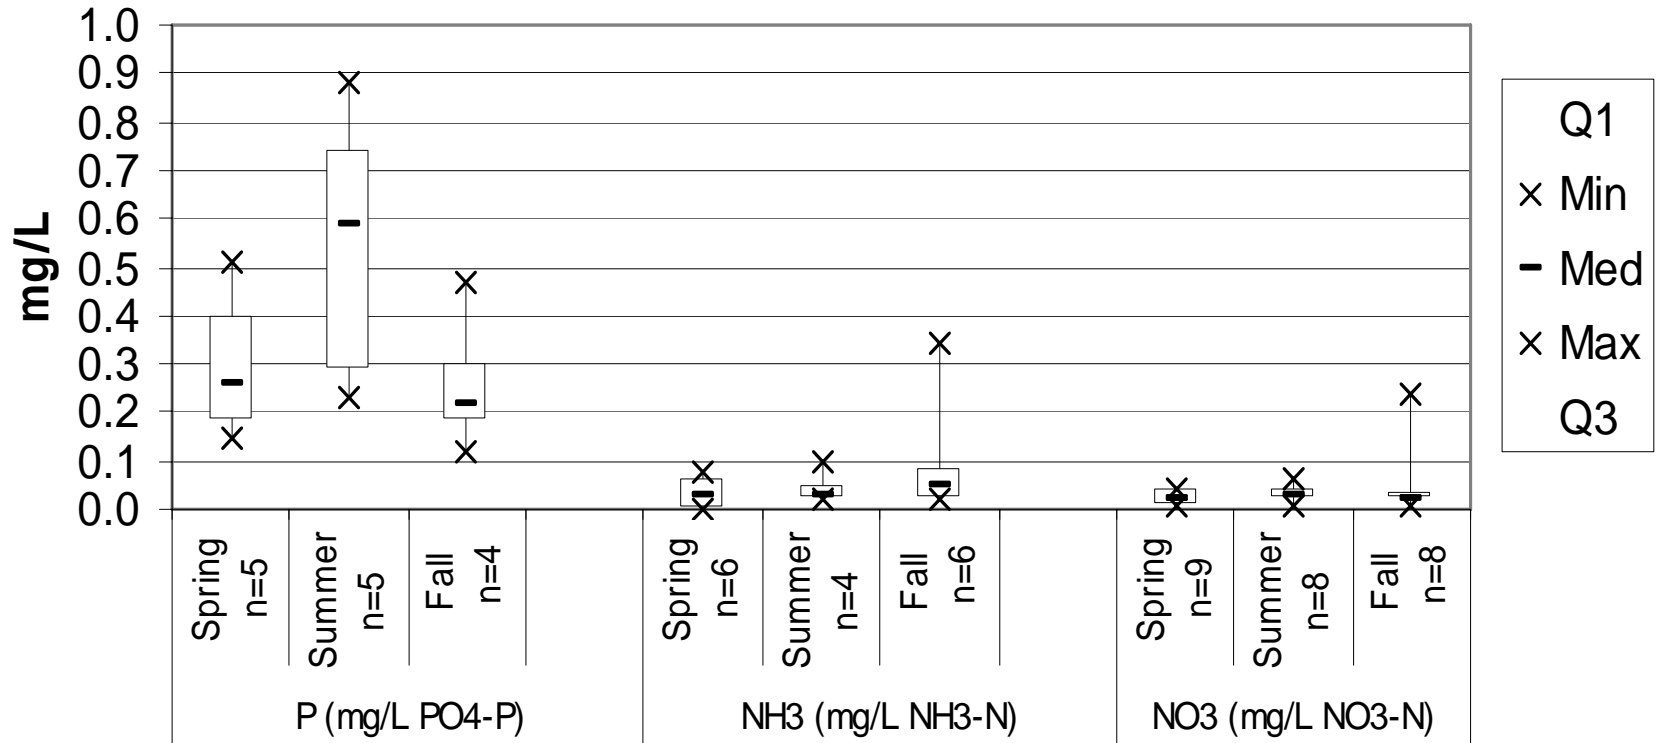 mg/L
1.0
0.9
0.8
0.7
0.6
0.5
0.4
0.3
0.2
0.1
0.0
Spring
n=5
Summer
n=5
Fall
n=4
Spring
n=6
Summer
n=4
Fall
n=6
Spring
n=9
Summer
n=8
Fall
n=8
P (mg/L PO4-P)
NH3 (mg/L NH3-N)
NO3 (mg/L NO3-N)
Q1
Min
Med
Max
Q3